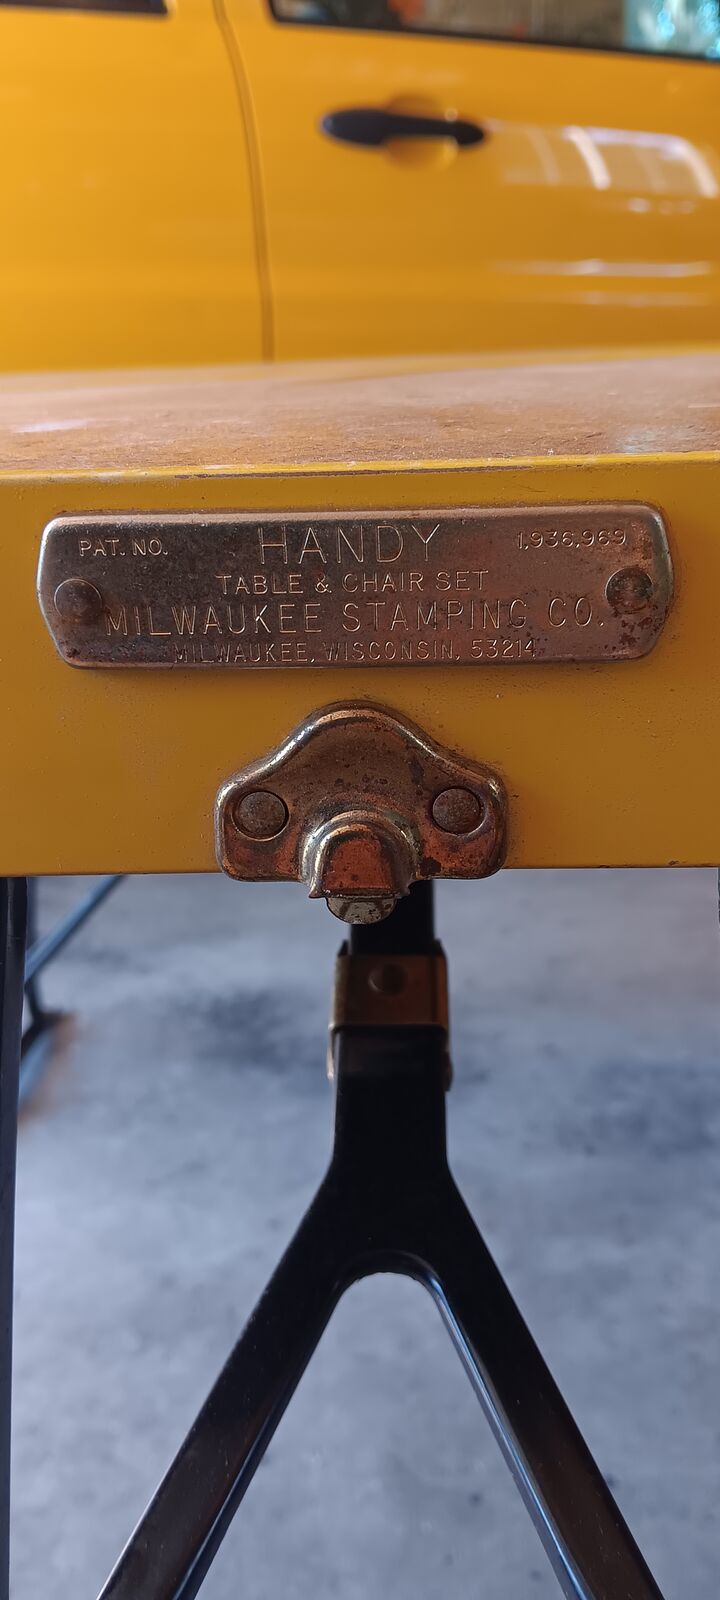 PAT. NO. HANDY 1,936,969
TABLE & CHAIR SET
MILWAUKEE STAMPING CO.
MILWAUKEE, WISCONSIN, 53214